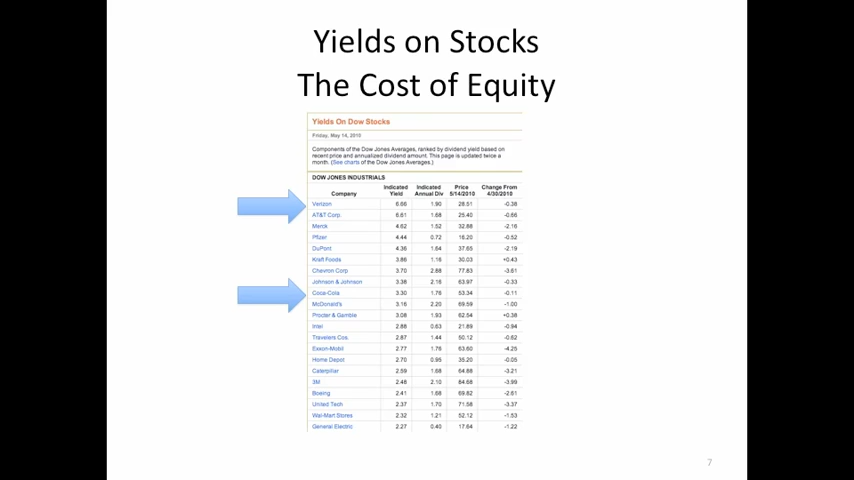 Yields on Stocks
The Cost of Equity
Yields On Dow Stocks
Friday, May 14, 2010
Components of the Dow Jones Averages, ranked by dividend yield based on
recent price and annualized dividend amount. This page is updated twice a
month. (See charts of the Dow Jones Averages.)
DOW JONES INDUSTRIALS
Company Indicated Yield Indicated Annual Div Price 5/14/2010 Change From 4/30/2010
Verizon 6.66 1.90 28.51 -0.38
AT&T Corp. 6.61 1.68 25.40 -0.66
Merck 4.62 1.52 32.88 -2.16
Pfizer 4.44 0.72 16.20 -0.52
DuPont 4.36 1.64 37.65 -2.19
Kraft Foods 3.86 1.16 30.03 +0.43
Chevron Corp 3.70 2.88 77.83 -3.61
Johnson & Johnson 3.38 2.16 63.97 -0.33
Coca-Cola 3.30 1.76 53.34 -0.11
McDonald's 3.16 2.20 69.59 -1.00
Procter & Gamble 3.08 1.93 62.54 +0.38
Intel 2.88 0.63 21.89 -0.94
Travelers Cos. 2.87 1.44 50.12 -0.62
Exxon-Mobil 2.77 1.76 63.60 -4.25
Home Depot 2.70 0.95 35.20 -0.05
Caterpillar 2.59 1.68 64.88 -3.21
3M 2.48 2.10 84.68 -3.99
Boeing 2.41 1.68 69.82 -2.61
United Tech 2.37 1.70 71.58 -3.37
Wal-Mart Stores 2.32 1.21 52.12 -1.53
General Electric 2.27 0.40 17.64 -1.22
7